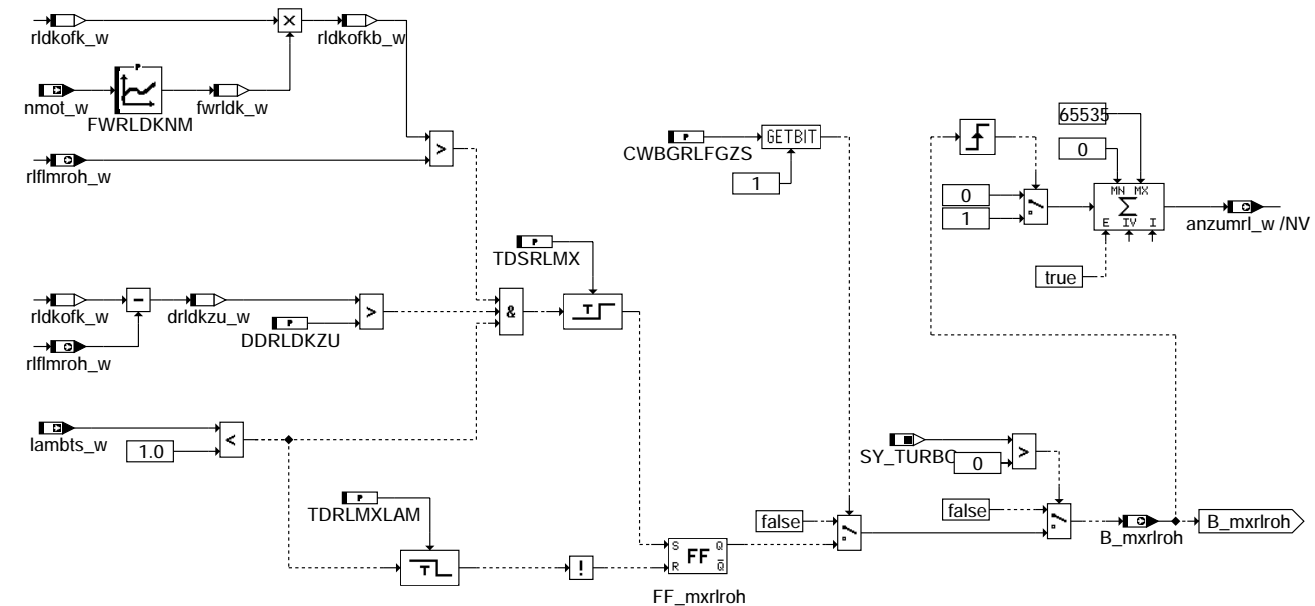 rldkofk_w
rldkofkb_w
P
nmot_w
FWRLDKNM
fwrldk_w
rlflmroh_w
>
P
CWBGRLFGZS
GETBIT
1
65535
0
0
1
MN MX
Σ
E IV I
anzumrl_w /NV
true
P
TDSRLMX
rldkofk_w
drldkzu_w
P
DDRLDKZU
>
&
T
rlflmroh_w
lambts_w
1.0
<
P
TDRLMXLAM
T
!
S Q
FF
R Q
FF_mxrlroh
false
SY_TURBO
0
>
false
B_mxrlroh
B_mxrlroh